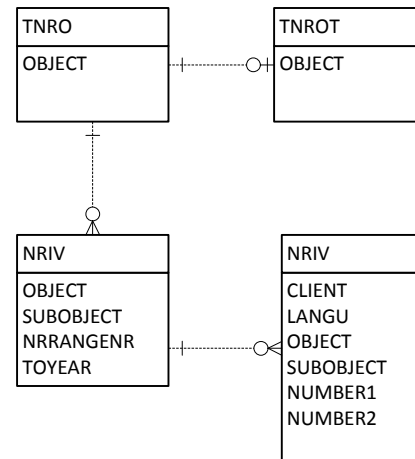 TNRO
OBJECT
TNROT
OBJECT
NRIV
OBJECT
SUBOBJECT
NRRANGENR
TOYEAR
NRIV
CLIENT
LANGU
OBJECT
SUBOBJECT
NUMBER1
NUMBER2